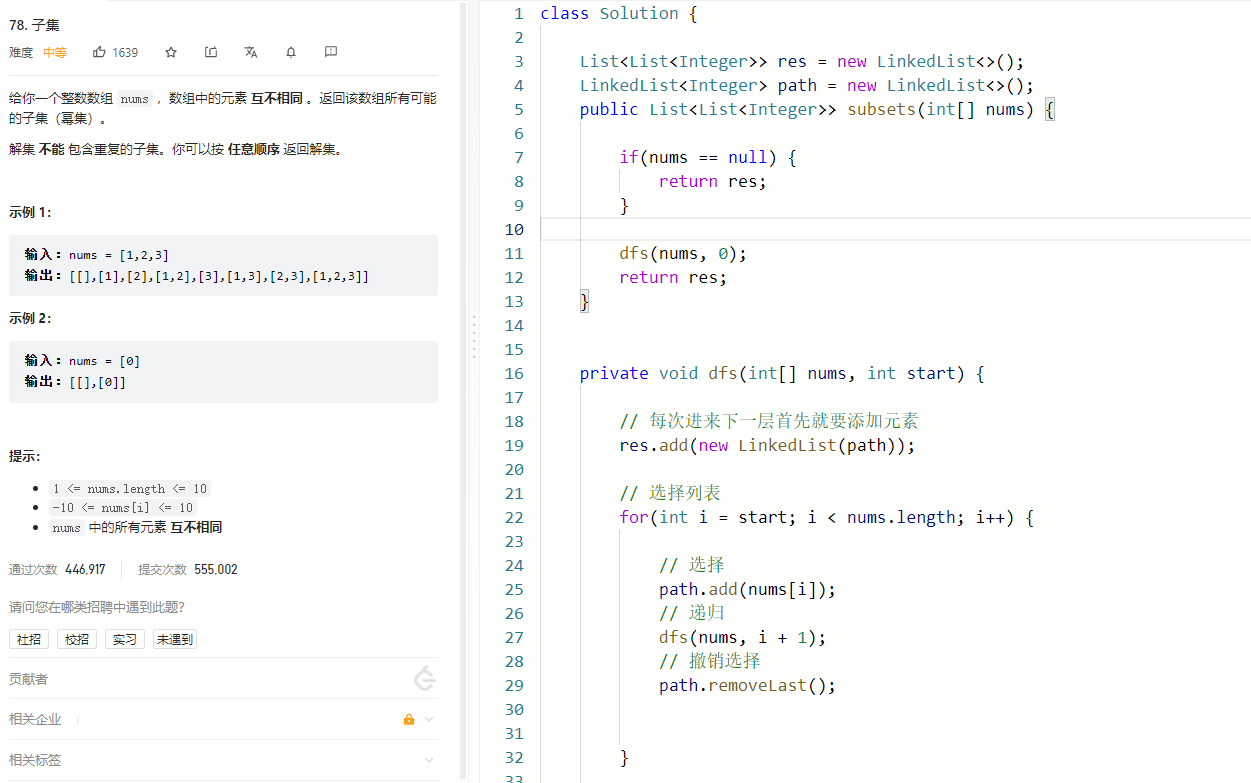 78. 子集
难度 中等 1639
给你一个整数数组 nums ，数组中的元素 互不相同 。返回该数组所有可能
的子集（幂集）。
解集 不能 包含重复的子集。你可以按 任意顺序 返回解集。
示例 1：
输入：nums = [1,2,3]
输出：[[],[1],[2],[1,2],[3],[1,3],[2,3],[1,2,3]]
示例 2：
输入：nums = [0]
输出：[[],[0]]
提示：
1 <= nums.length <= 10
-10 <= nums[i] <= 10
nums 中的所有元素 互不相同
通过次数 446,917 提交次数 555,002
请问您在哪类招聘中遇到此题？
社招 校招 实习 未遇到
贡献者
相关企业 i
相关标签
1 class Solution {
2
3 List<List<Integer>> res = new LinkedList<>();
4 LinkedList<Integer> path = new LinkedList<>();
5 public List<List<Integer>> subsets(int[] nums) {
6
7 if(nums == null) {
8 return res;
9 }
10
11 dfs(nums, 0);
12 return res;
13 }
14
15
16 private void dfs(int[] nums, int start) {
17
18 // 每次进来下一层首先就要添加元素
19 res.add(new LinkedList(path));
20
21 // 选择列表
22 for(int i = start; i < nums.length; i++) {
23
24 // 选择
25 path.add(nums[i]);
26 // 递归
27 dfs(nums, i + 1);
28 // 撤销选择
29 path.removeLast();
30
31
32 }
33